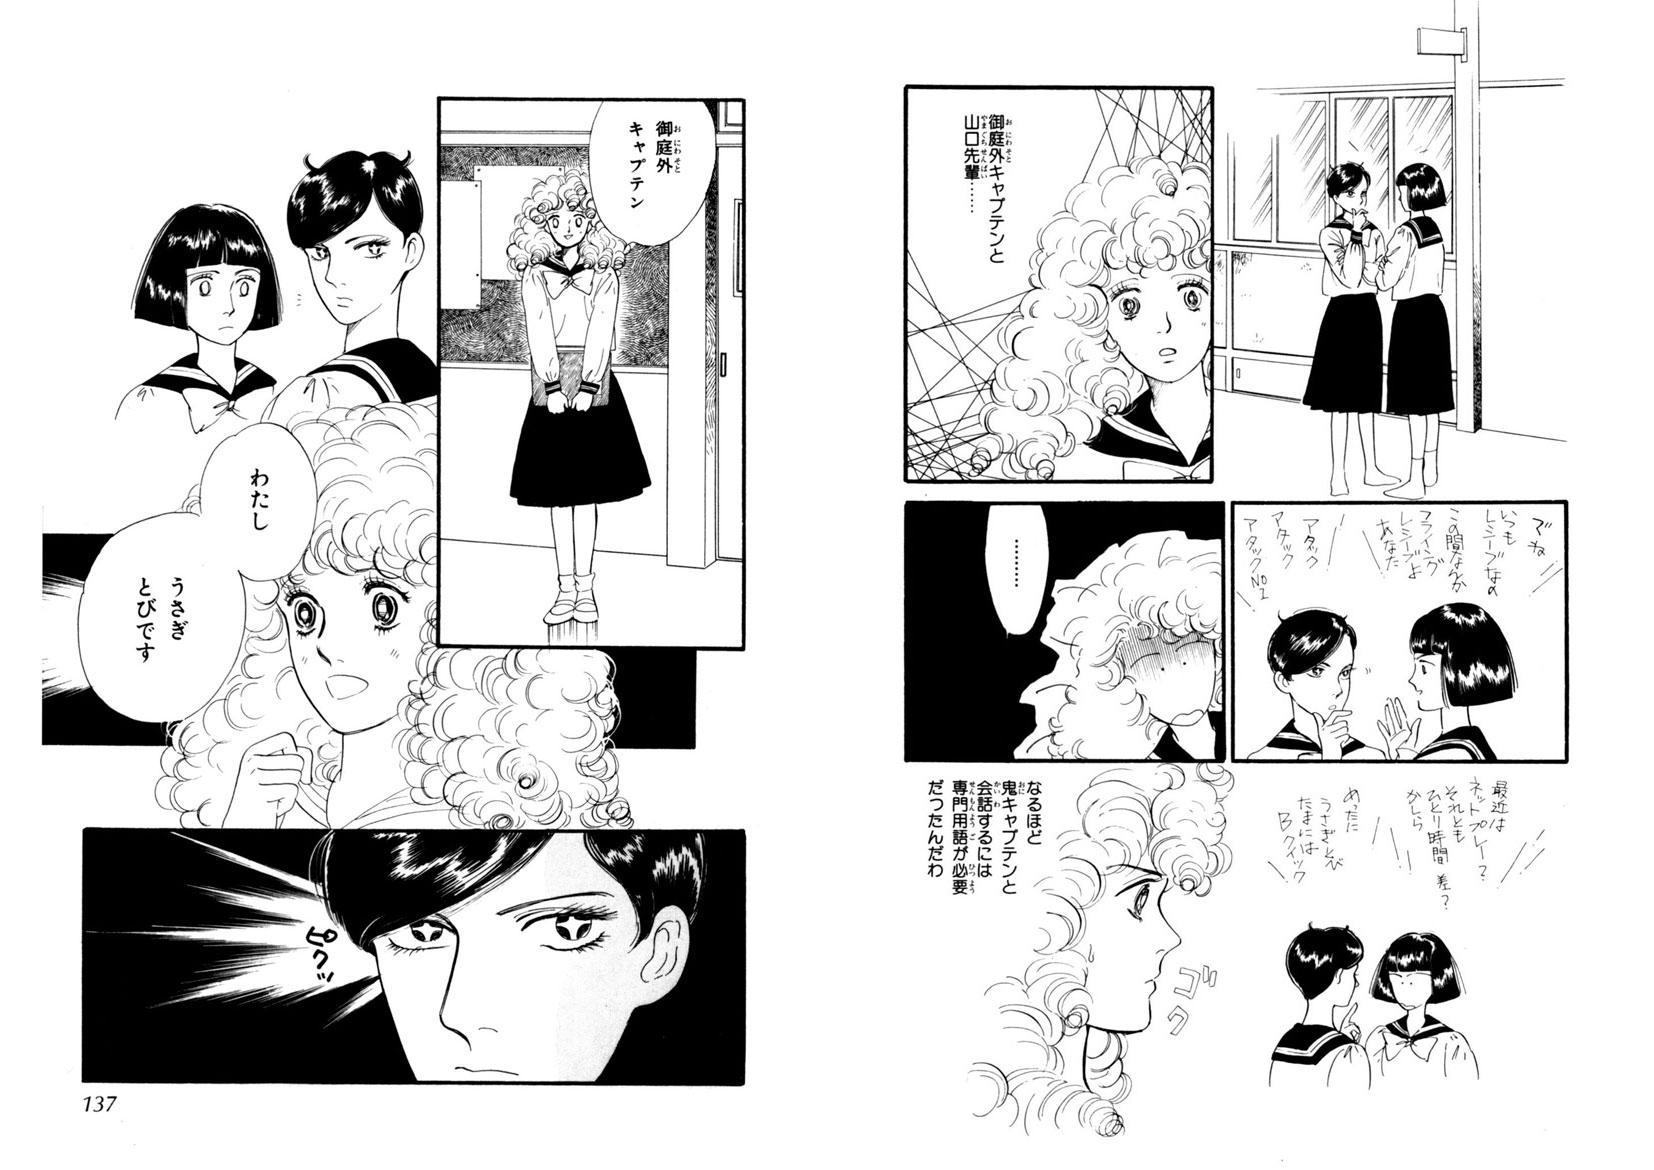 御庭外キャプテンと
山口先輩……
でね
いつも
レシーブなの
この間なんか
フライング
レシーブよ
あなた
アタック
アタック
アタックNO1
………
最近は
ネットプレー?
それとも
ひとり時間差?
かしら
めったに
うさぎとび
たまには
Bクイック
ゴク
なるほど
鬼キャプテンと
会話するには
専門用語が必要
だったんだわ
御庭外
キャプテン
わたし
うさぎ
とびです
ピクッ
137